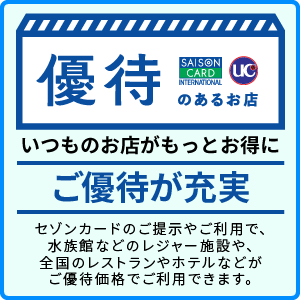 優待
SAISON
CARD
INTERNATIONAL
UC
のあるお店
いつものお店がもっとお得に
ご優待が充実
セゾンカードのご提示やご利用で、
水族館などのレジャー施設や、
全国のレストランやホテルなどが
ご優待価格でご利用できます。